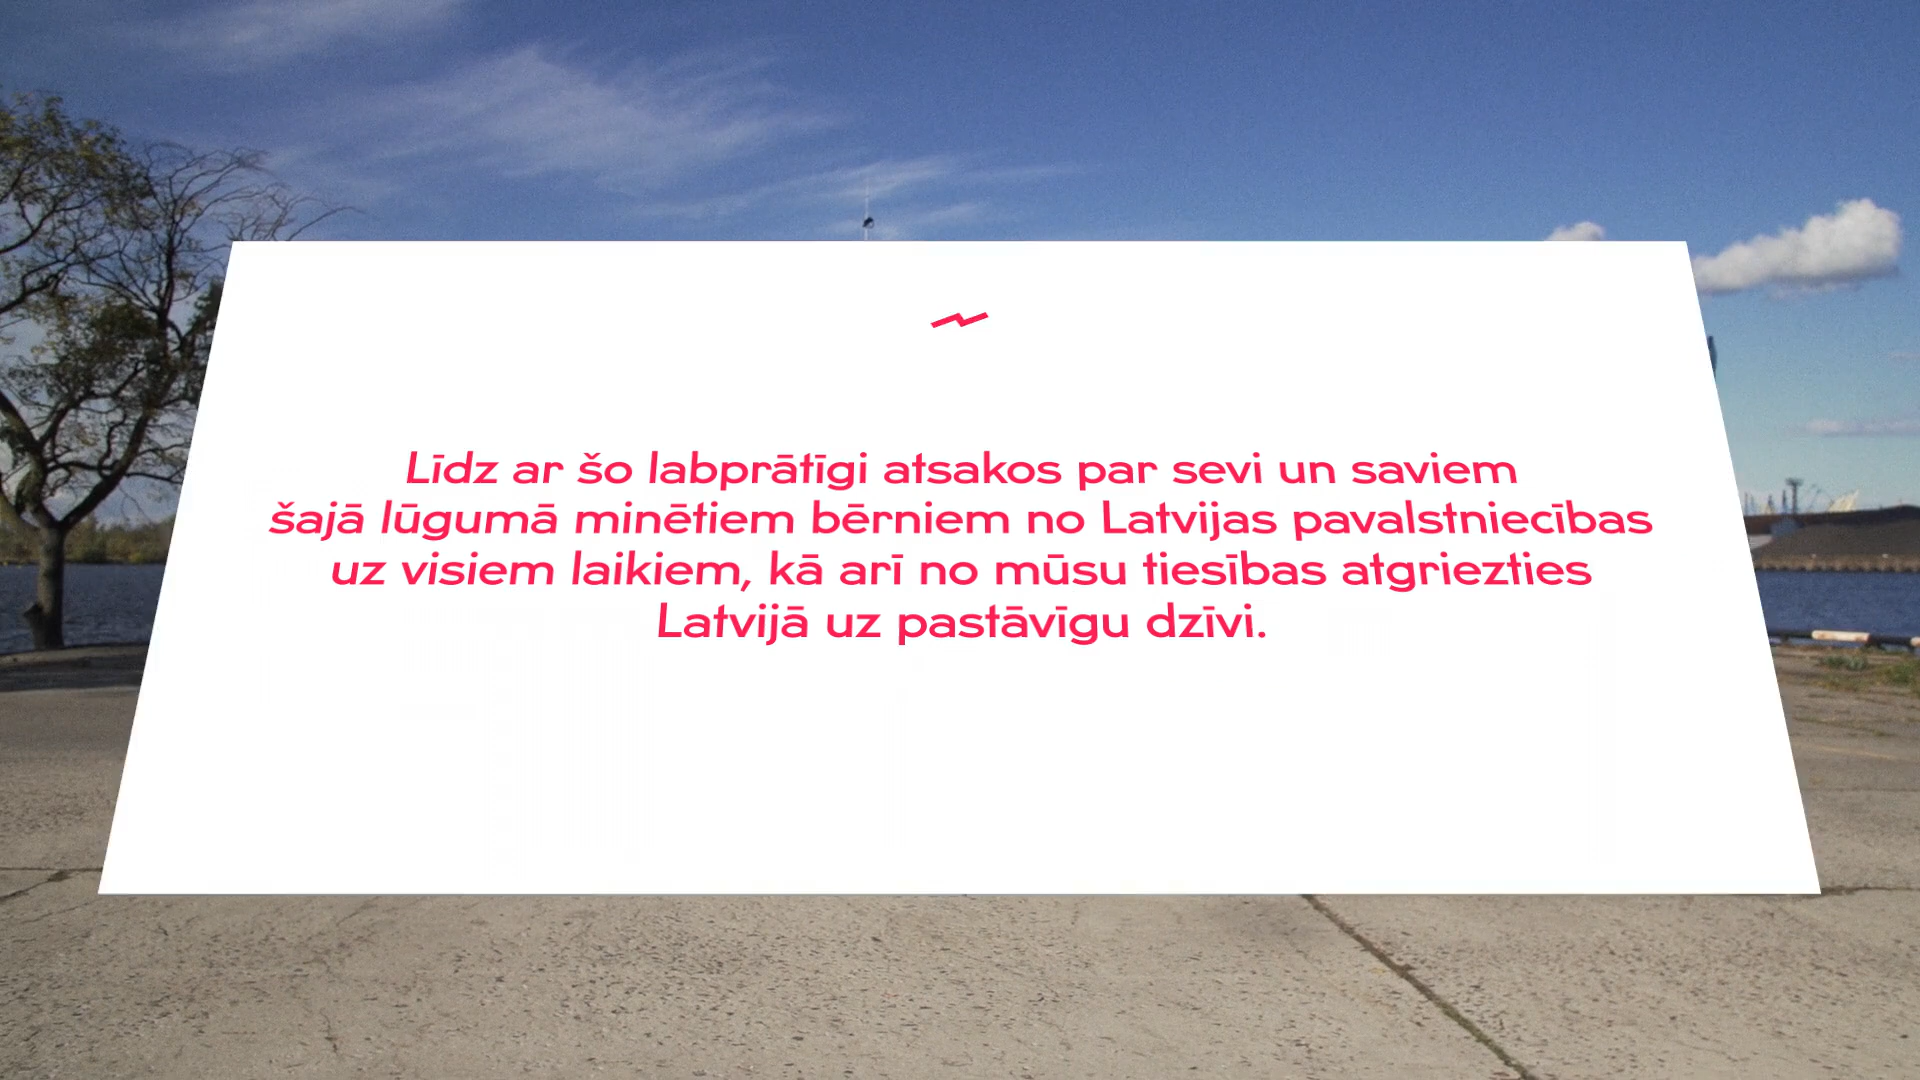 Līdz ar šo labprātīgi atsakos par sevi un saviem
šajā lūgumā minētiem bērniem no Latvijas pavalstniecības
uz visiem laikiem, kā arī no mūsu tiesības atgriezties
Latvijā uz pastāvīgu dzīvi.